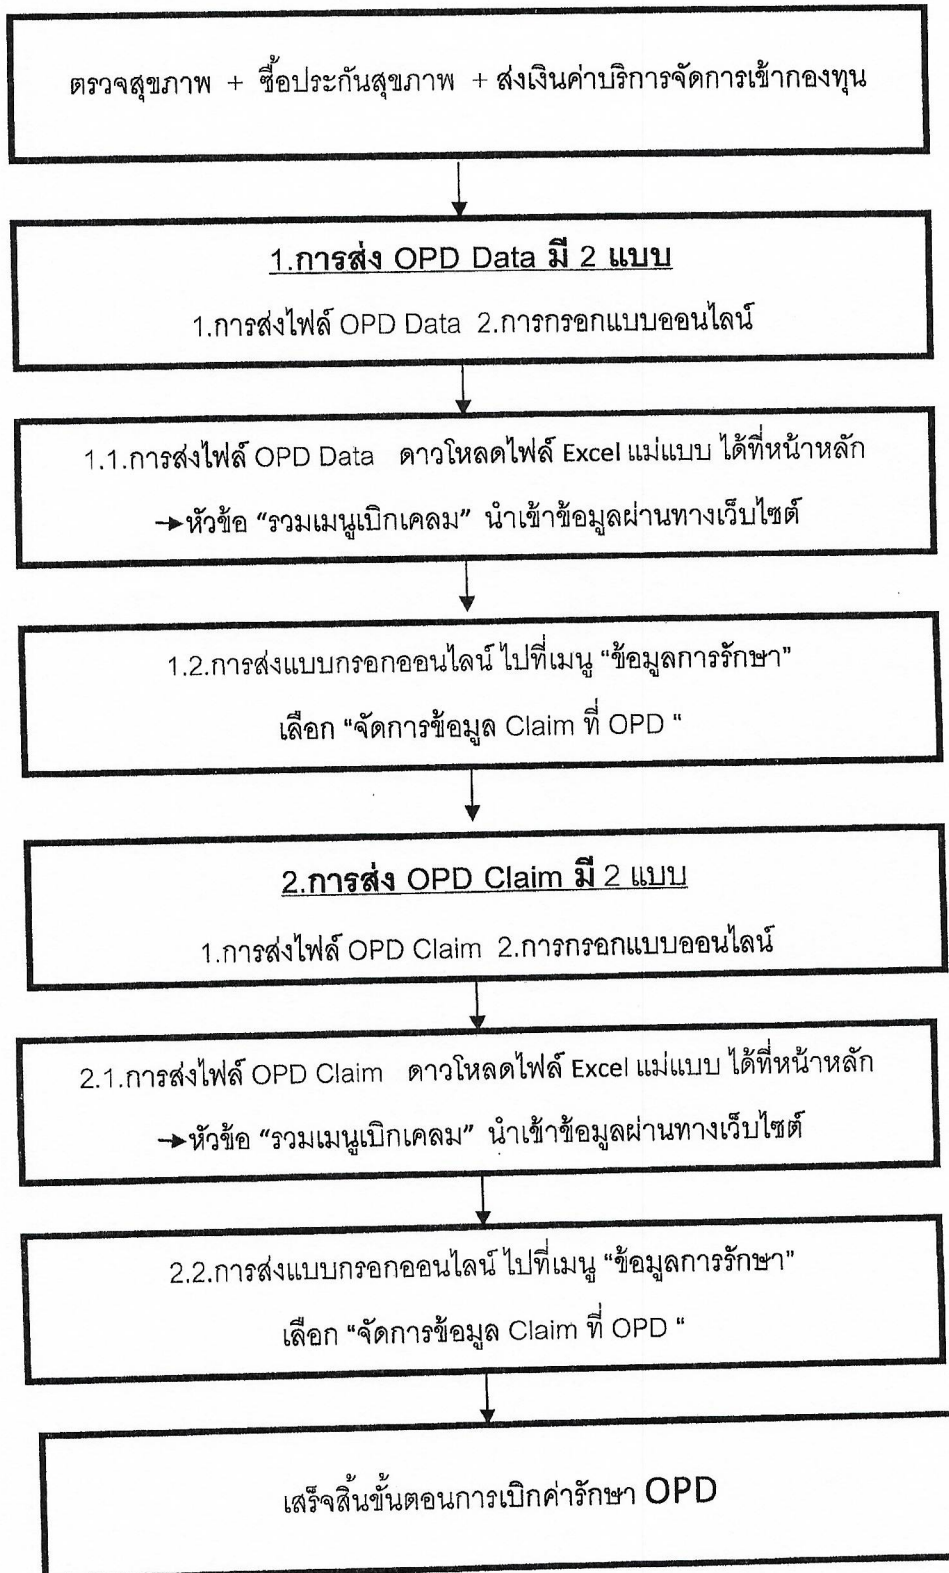 ตรวจสุขภาพ + ซื้อประกันสุขภาพ + ส่งเงินค่าบริการจัดการเข้ากองทุน
1.การส่ง OPD Data มี 2 แบบ
1.การส่งไฟล์ OPD Data 2.การกรอกแบบออนไลน์
1.1.การส่งไฟล์ OPD Data ดาวโหลดไฟล์ Excel แม่แบบ ได้ที่หน้าหลัก
→หัวข้อ “รวมเมนูเบิกเคลม” นำเข้าข้อมูลผ่านทางเว็บไซต์
1.2.การส่งแบบกรอกออนไลน์ ไปที่เมนู “ข้อมูลการรักษา”
เลือก “จัดการข้อมูล Claim ที่ OPD “
2.การส่ง OPD Claim มี 2 แบบ
1.การส่งไฟล์ OPD Claim 2.การกรอกแบบออนไลน์
2.1.การส่งไฟล์ OPD Claim ดาวโหลดไฟล์ Excel แม่แบบ ได้ที่หน้าหลัก
→หัวข้อ “รวมเมนูเบิกเคลม” นำเข้าข้อมูลผ่านทางเว็บไซต์
2.2.การส่งแบบกรอกออนไลน์ ไปที่เมนู “ข้อมูลการรักษา”
เลือก “จัดการข้อมูล Claim ที่ OPD “
เสร็จสิ้นขั้นตอนการเบิกค่ารักษา OPD